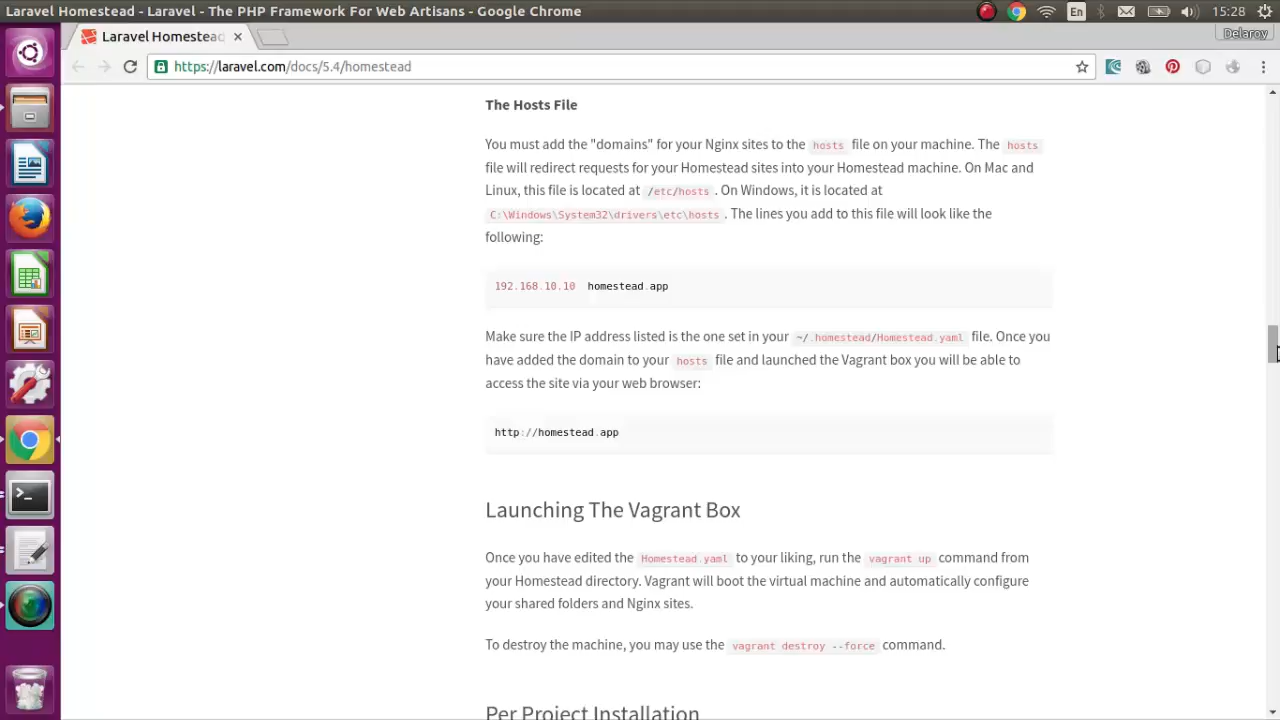 Laravel Homestead - Laravel - The PHP Framework For Web Artisans - Google Chrome
En
15:28
Laravel Homestead
Delaroy
https://laravel.com/docs/5.4/homestead
The Hosts File
You must add the "domains" for your Nginx sites to the hosts file on your machine. The hosts
file will redirect requests for your Homestead sites into your Homestead machine. On Mac and
Linux, this file is located at /etc/hosts . On Windows, it is located at
C:\Windows\System32\drivers\etc\hosts . The lines you add to this file will look like the
following:
192.168.10.10 homestead.app
Make sure the IP address listed is the one set in your ~/.homestead/Homestead.yaml file. Once you
have added the domain to your hosts file and launched the Vagrant box you will be able to
access the site via your web browser:
http://homestead.app
Launching The Vagrant Box
Once you have edited the Homestead.yaml to your liking, run the vagrant up command from
your Homestead directory. Vagrant will boot the virtual machine and automatically configure
your shared folders and Nginx sites.
To destroy the machine, you may use the vagrant destroy --force command.
Per Project Installation